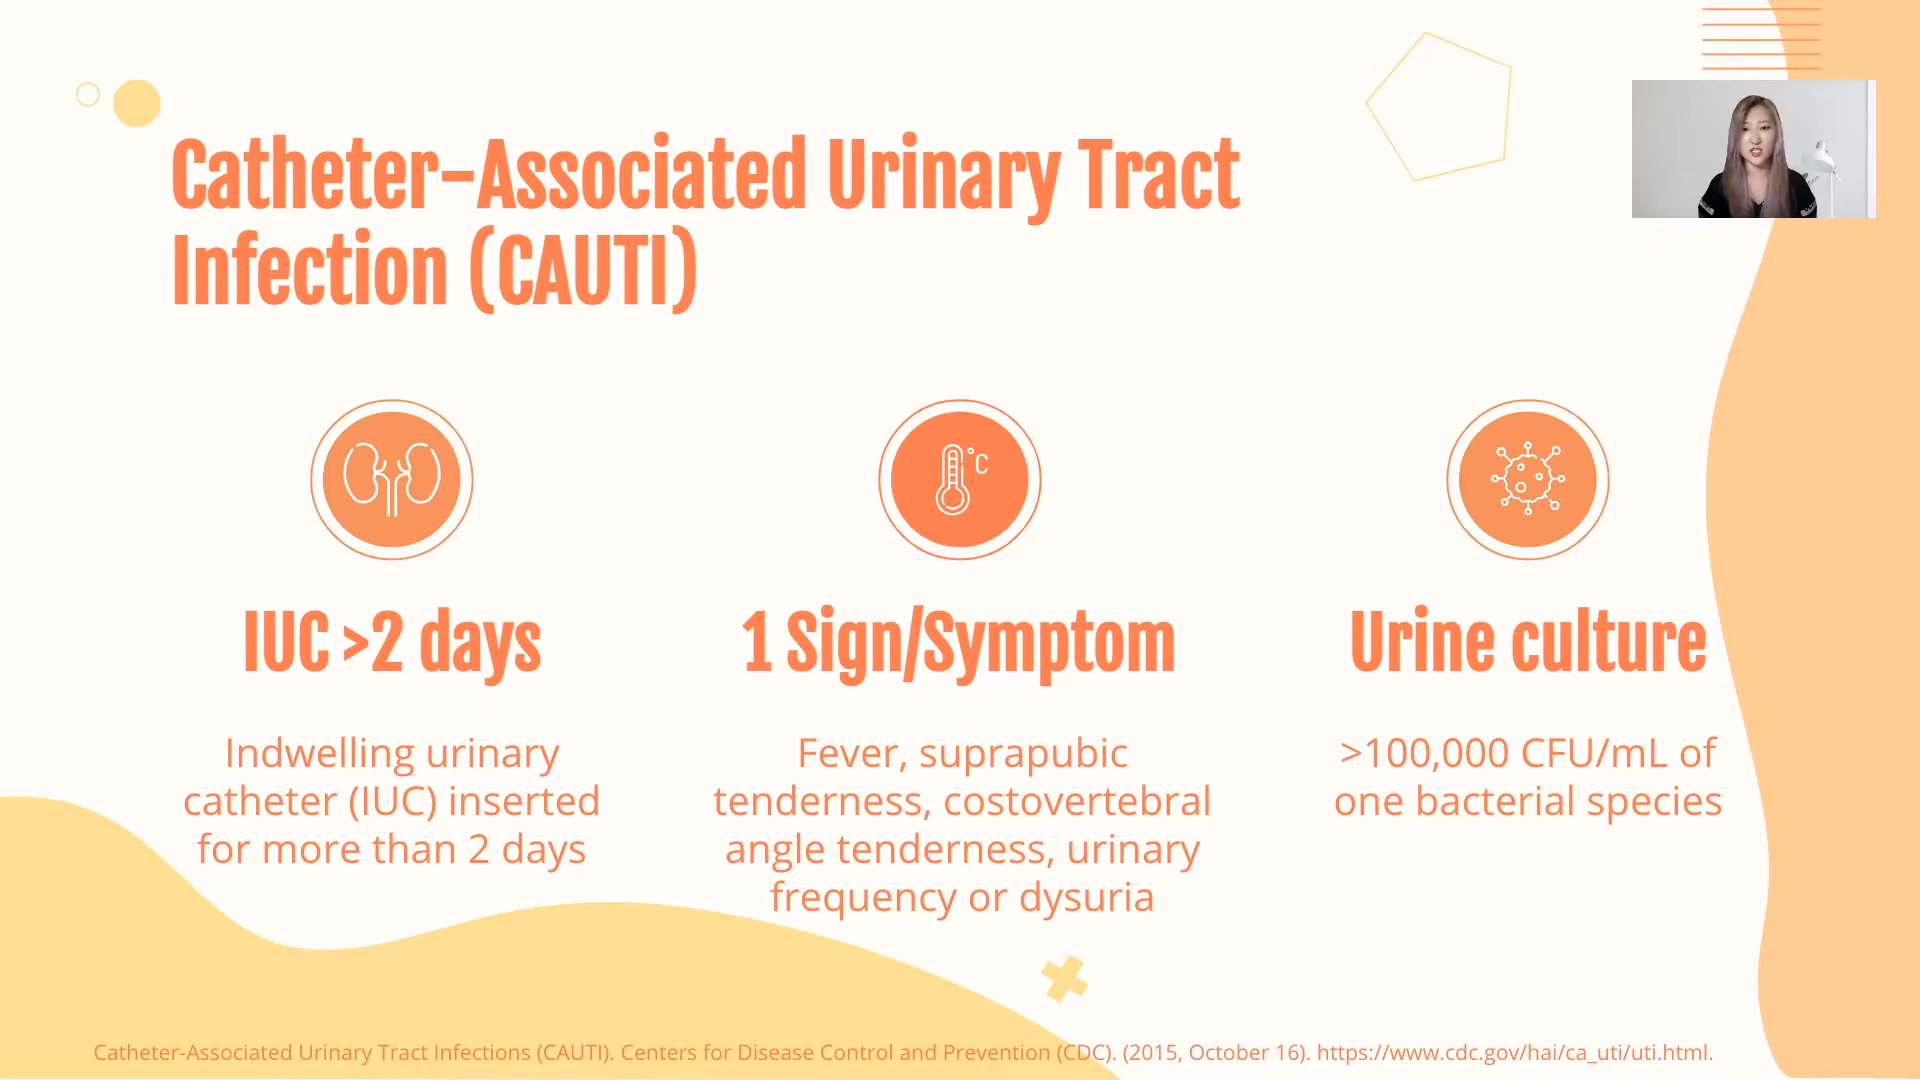 Catheter-Associated Urinary Tract
Infection (CAUTI)
°C
IUC >2 days
Indwelling urinary
catheter (IUC) inserted
for more than 2 days
1 Sign/Symptom
Fever, suprapubic
tenderness, costovertebral
angle tenderness, urinary
frequency or dysuria
Urine culture
>100,000 CFU/mL of
one bacterial species
Catheter-Associated Urinary Tract Infections (CAUTI). Centers for Disease Control and Prevention (CDC). (2015, October 16). https://www.cdc.gov/hai/ca_uti/uti.html.